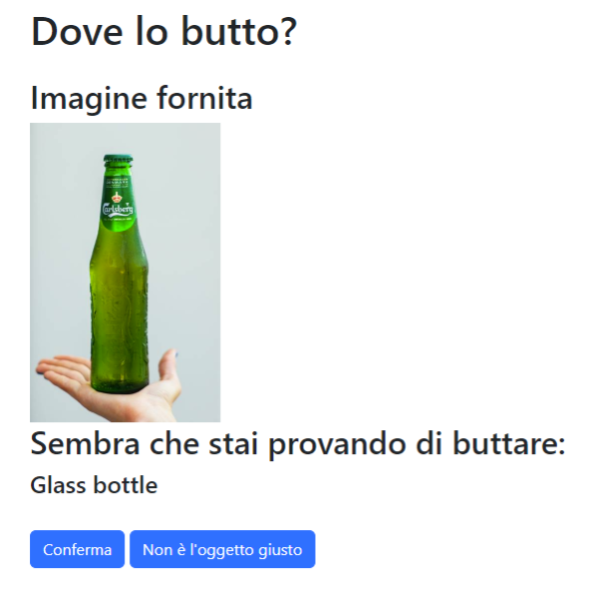 Dove lo butto?
Imagine fornita
Carlsberg
Sembra che stai provando di buttare:
Glass bottle
Conferma Non è l'oggetto giusto